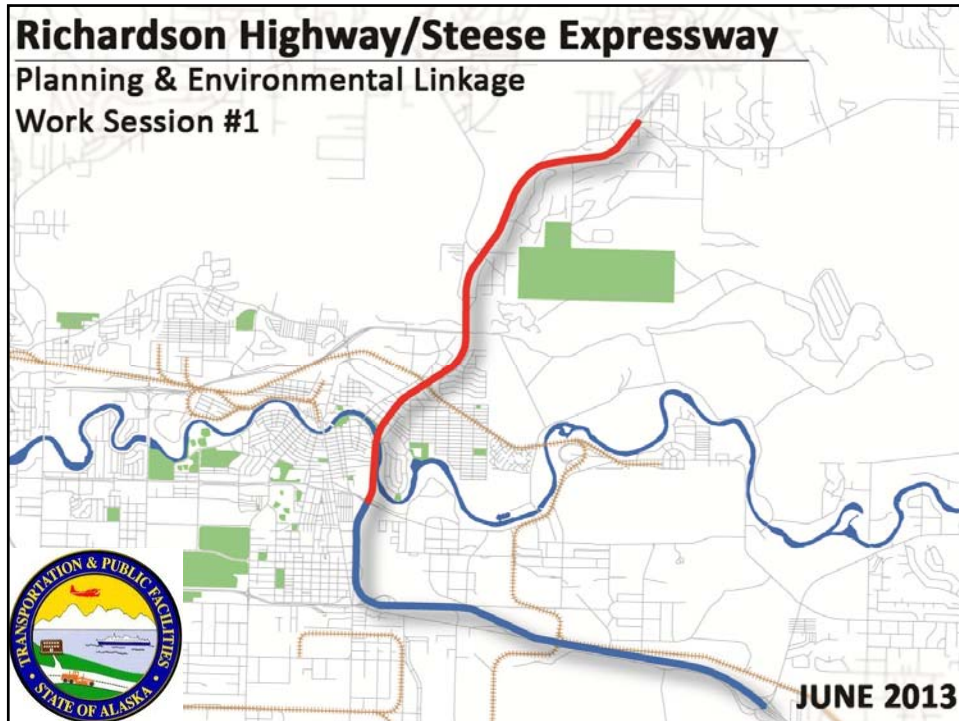 Richardson Highway/Steese Expressway
Planning & Environmental Linkage
Work Session #1
TRANSPORTATION & PUBLIC FACILITIES
STATE OF ALASKA
JUNE 2013